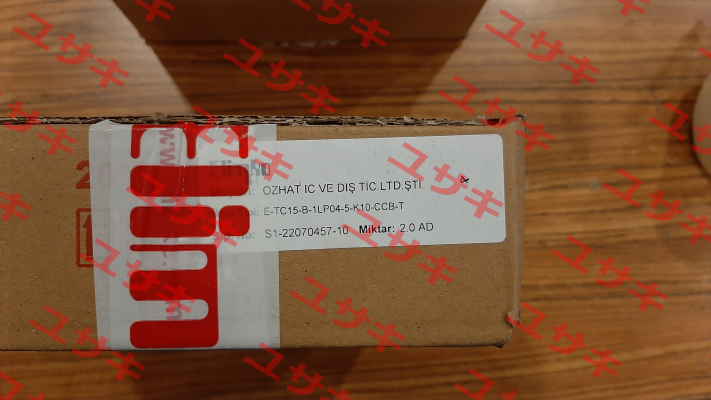 OZHAT IC VE DIŞ TİC.LTD.ŞTİ
E-TC15-B-1LP04-5-K10-CCB-T
S1-22070457-10 Miktar: 2.0 AD
ユサキ